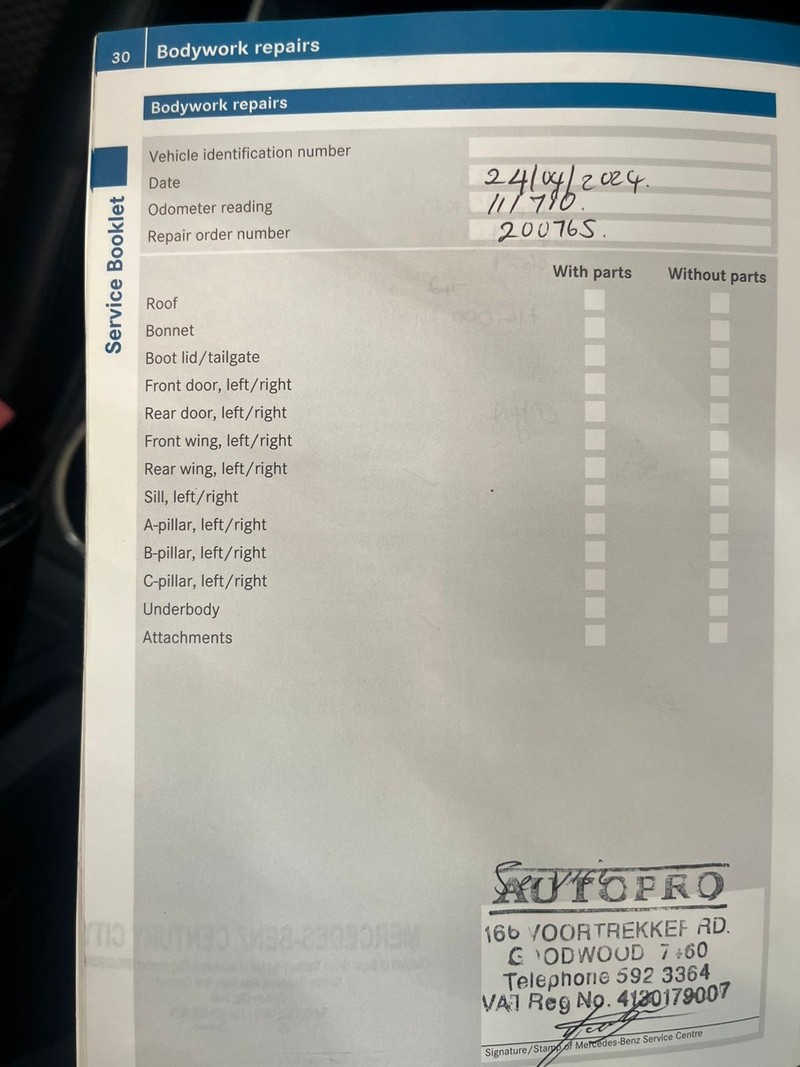 30 Bodywork repairs
Bodywork repairs
Service Booklet
Vehicle identification number
Date 24/04/2024.
Odometer reading 11/710.
Repair order number 200765.
With parts Without parts
Roof
Bonnet
Boot lid/tailgate
Front door, left/right
Rear door, left/right
Front wing, left/right
Rear wing, left/right
Sill, left/right
A-pillar, left/right
B-pillar, left/right
C-pillar, left/right
Underbody
Attachments
Service
AUTOPRO
166 VOORTREKKER RD.
GOODWOOD
Telephone 592 3364
VAT Reg No. 4130179007
Signature/Stamp of Mercedes-Benz Service Centre